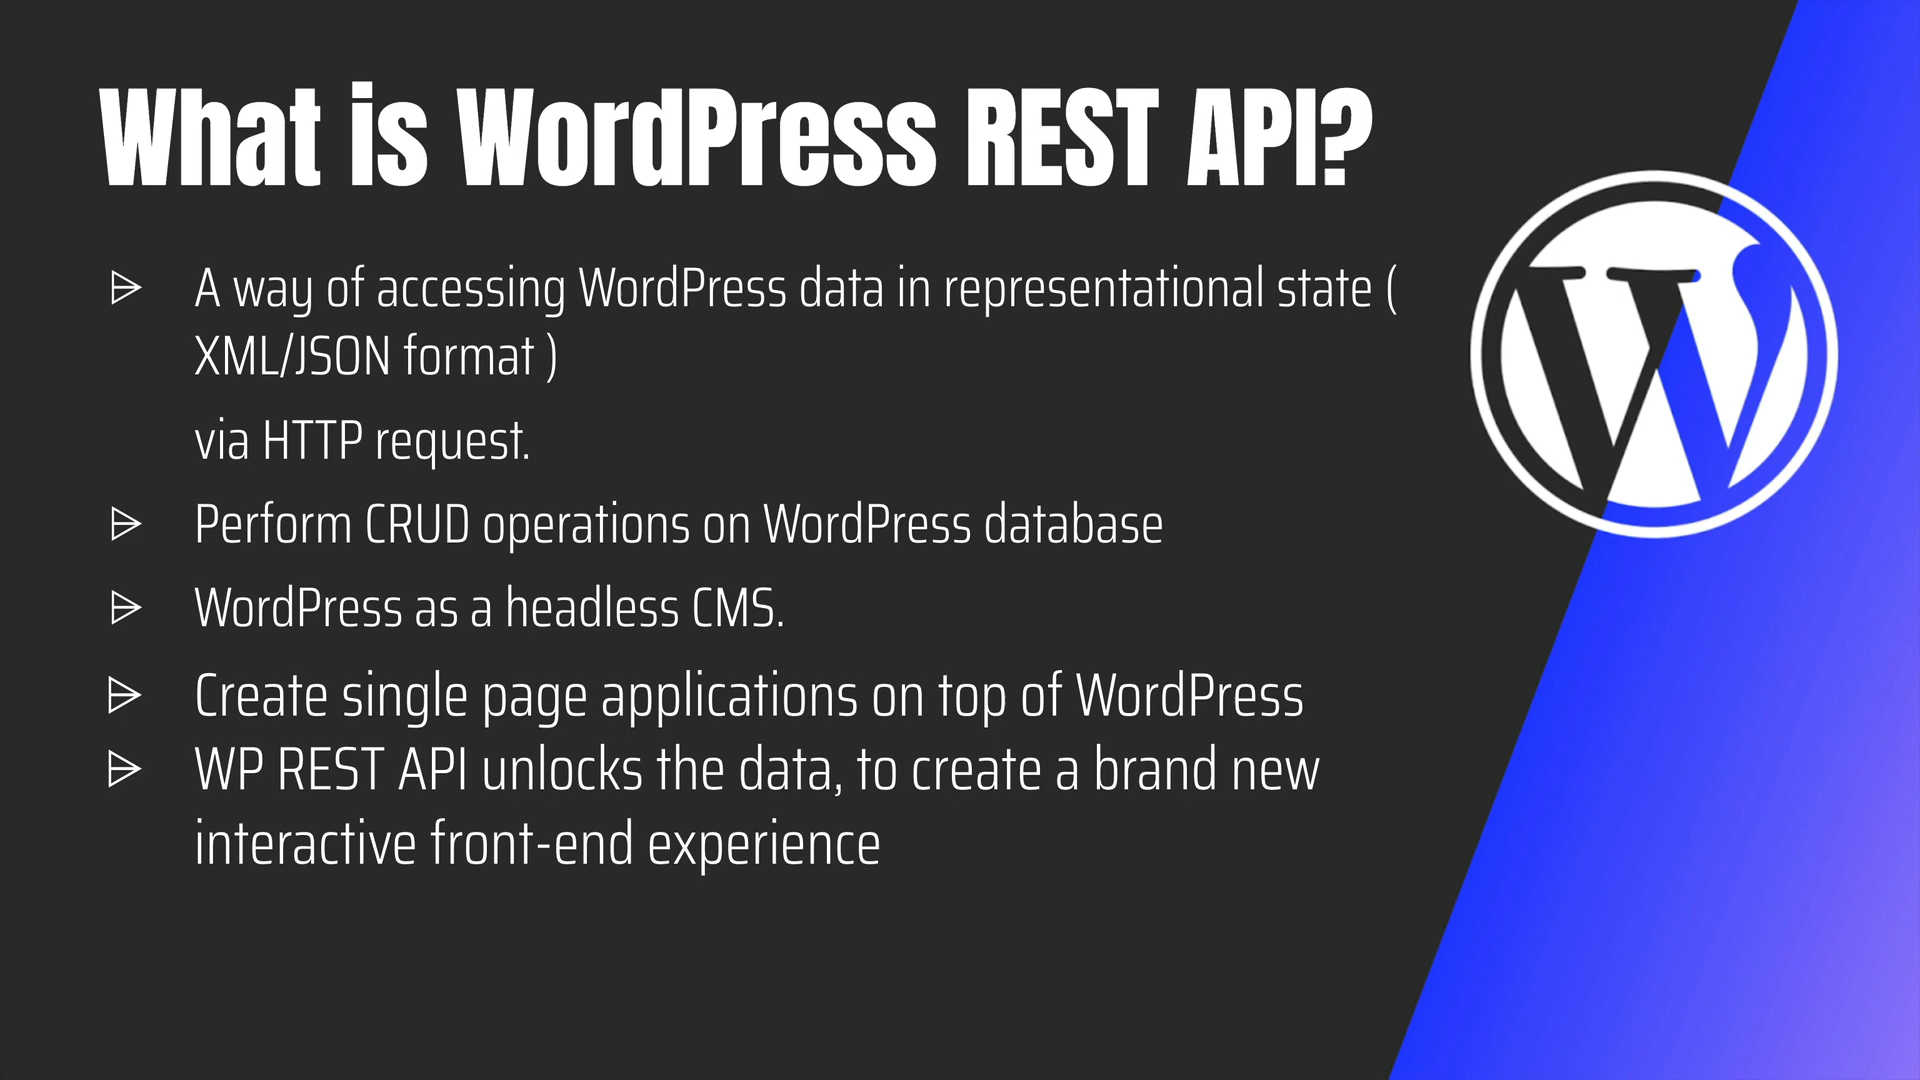 What is WordPress REST API?
A way of accessing WordPress data in representational state (
XML/JSON format )
via HTTP request.
Perform CRUD operations on WordPress database
WordPress as a headless CMS.
Create single page applications on top of WordPress
WP REST API unlocks the data, to create a brand new
interactive front-end experience